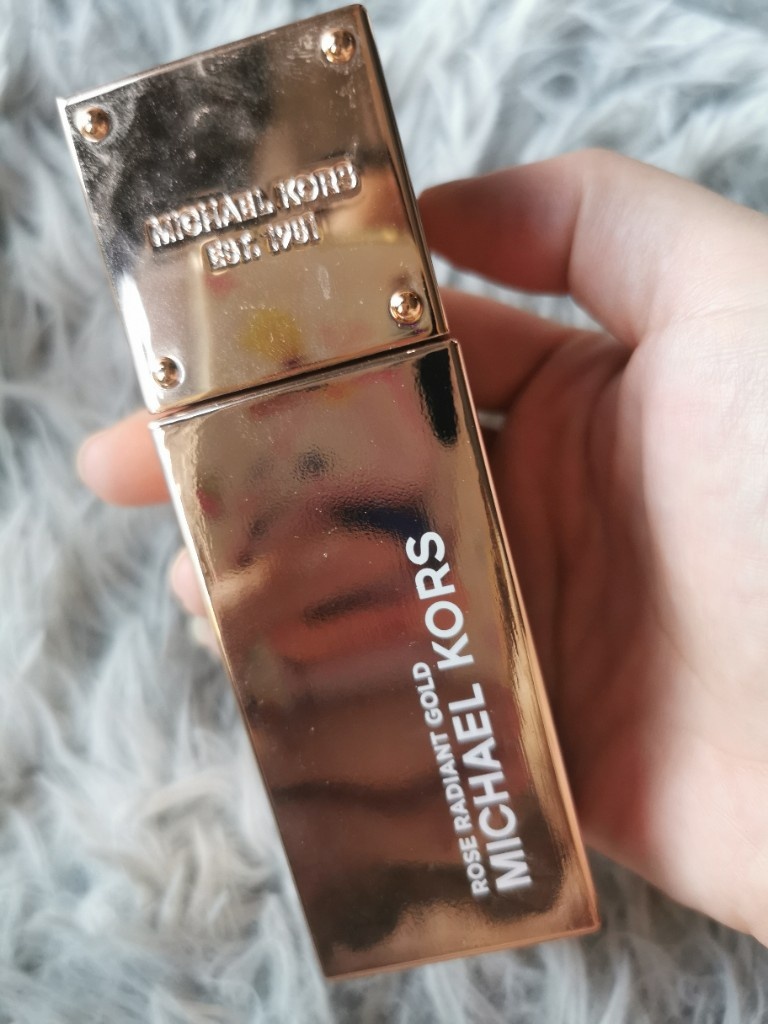 MICHAEL KORS
EST. 1981
ROSE RADIANT GOLD
MICHAEL KORS